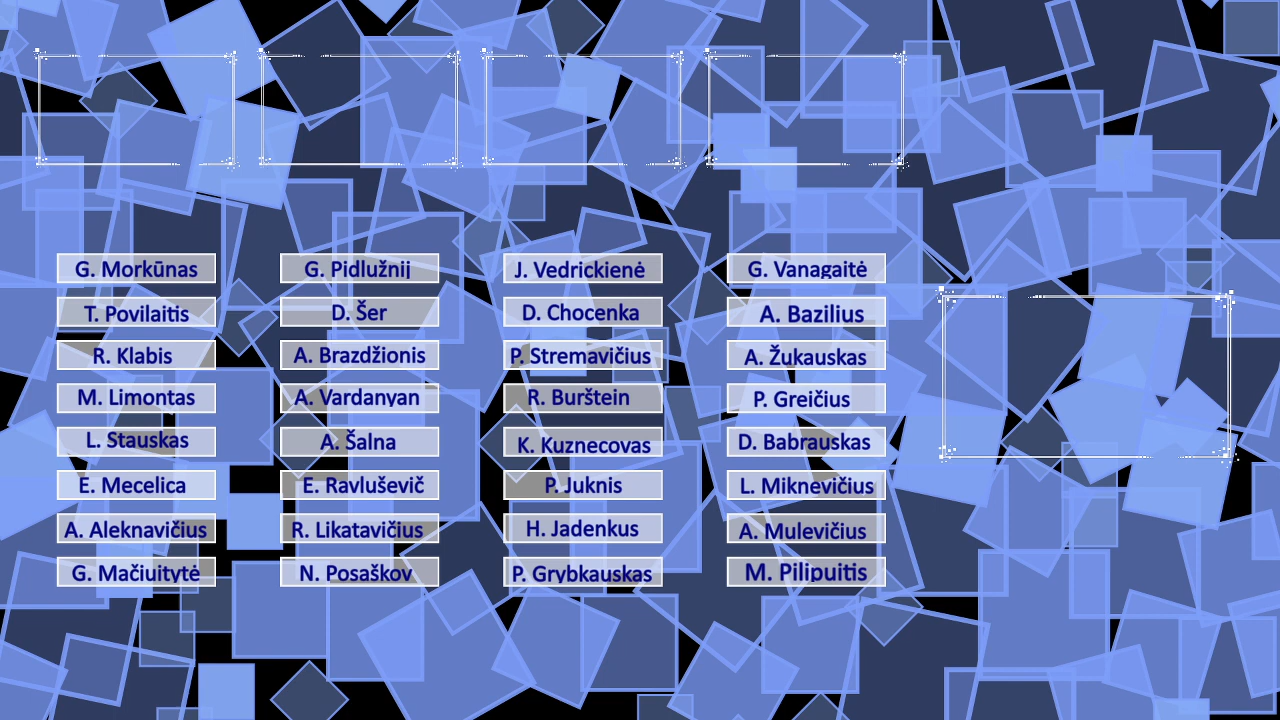 G. Morkūnas
T. Povilaitis
R. Klabis
M. Limontas
L. Stauskas
E. Mecelica
A. Aleknavičius
G. Mačiuitytė
G. Pidlužnij
D. Šer
A. Brazdžionis
A. Vardanyan
A. Šalna
E. Ravluševič
R. Likatavičius
N. Posaškov
J. Vedrickienė
D. Chocenka
P. Stremavičius
R. Burštein
K. Kuznecovas
P. Juknis
H. Jadenkus
P. Grybkauskas
G. Vanagaitė
A. Bazilius
A. Žukauskas
P. Greičius
D. Babrauskas
L. Miknevičius
A. Mulevičius
M. Pilipuitis